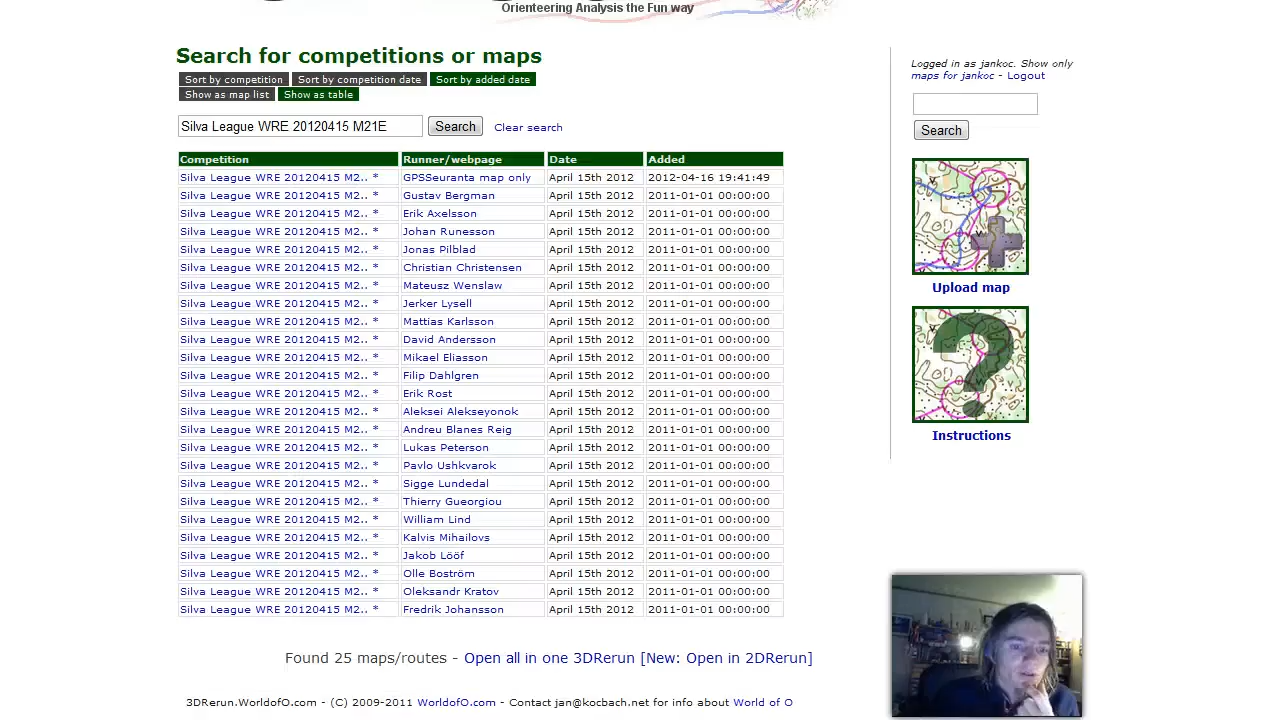 Orienteering Analysis the Fun way
Search for competitions or maps
Sort by competition Sort by competition date Sort by added date
Show as map list Show as table
Silva League WRE 20120415 M21E Search Clear search
Competition Runner/webpage Date Added
Silva League WRE 20120415 M2.. * GPSSeuranta map only April 15th 2012 2012-04-16 19:41:49
Silva League WRE 20120415 M2.. * Gustav Bergman April 15th 2012 2011-01-01 00:00:00
Silva League WRE 20120415 M2.. * Erik Axelsson April 15th 2012 2011-01-01 00:00:00
Silva League WRE 20120415 M2.. * Johan Runesson April 15th 2012 2011-01-01 00:00:00
Silva League WRE 20120415 M2.. * Jonas Pilblad April 15th 2012 2011-01-01 00:00:00
Silva League WRE 20120415 M2.. * Christian Christensen April 15th 2012 2011-01-01 00:00:00
Silva League WRE 20120415 M2.. * Mateusz Wenslaw April 15th 2012 2011-01-01 00:00:00
Silva League WRE 20120415 M2.. * Jerker Lysell April 15th 2012 2011-01-01 00:00:00
Silva League WRE 20120415 M2.. * Mattias Karlsson April 15th 2012 2011-01-01 00:00:00
Silva League WRE 20120415 M2.. * David Andersson April 15th 2012 2011-01-01 00:00:00
Silva League WRE 20120415 M2.. * Mikael Eliasson April 15th 2012 2011-01-01 00:00:00
Silva League WRE 20120415 M2.. * Filip Dahlgren April 15th 2012 2011-01-01 00:00:00
Silva League WRE 20120415 M2.. * Erik Rost April 15th 2012 2011-01-01 00:00:00
Silva League WRE 20120415 M2.. * Aleksei Alekseyonok April 15th 2012 2011-01-01 00:00:00
Silva League WRE 20120415 M2.. * Andreu Blanes Reig April 15th 2012 2011-01-01 00:00:00
Silva League WRE 20120415 M2.. * Lukas Peterson April 15th 2012 2011-01-01 00:00:00
Silva League WRE 20120415 M2.. * Pavlo Ushkvarok April 15th 2012 2011-01-01 00:00:00
Silva League WRE 20120415 M2.. * Sigge Lundedal April 15th 2012 2011-01-01 00:00:00
Silva League WRE 20120415 M2.. * Thierry Gueorgiou April 15th 2012 2011-01-01 00:00:00
Silva League WRE 20120415 M2.. * William Lind April 15th 2012 2011-01-01 00:00:00
Silva League WRE 20120415 M2.. * Kalvis Mihailovs April 15th 2012 2011-01-01 00:00:00
Silva League WRE 20120415 M2.. * Jakob Lööf April 15th 2012 2011-01-01 00:00:00
Silva League WRE 20120415 M2.. * Olle Boström April 15th 2012 2011-01-01 00:00:00
Silva League WRE 20120415 M2.. * Oleksandr Kratov April 15th 2012 2011-01-01 00:00:00
Silva League WRE 20120415 M2.. * Fredrik Johansson April 15th 2012 2011-01-01 00:00:00
Found 25 maps/routes - Open all in one 3DRerun [New: Open in 2DRerun]
3DRerun.WorldofO.com - (C) 2009-2011 WorldofO.com - Contact jan@kocbach.net for info about World of O
Logged in as jankoc. Show only
maps for jankoc - Logout
Search
Upload map
Instructions